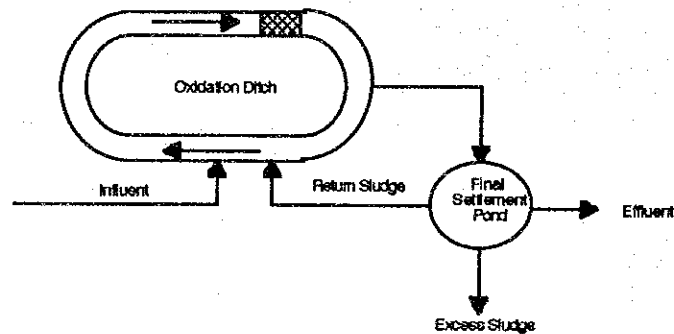 Oxidation Ditch
Influent
Return Sludge
Final
Settlement
Pond
Effluent
Excess Sludge